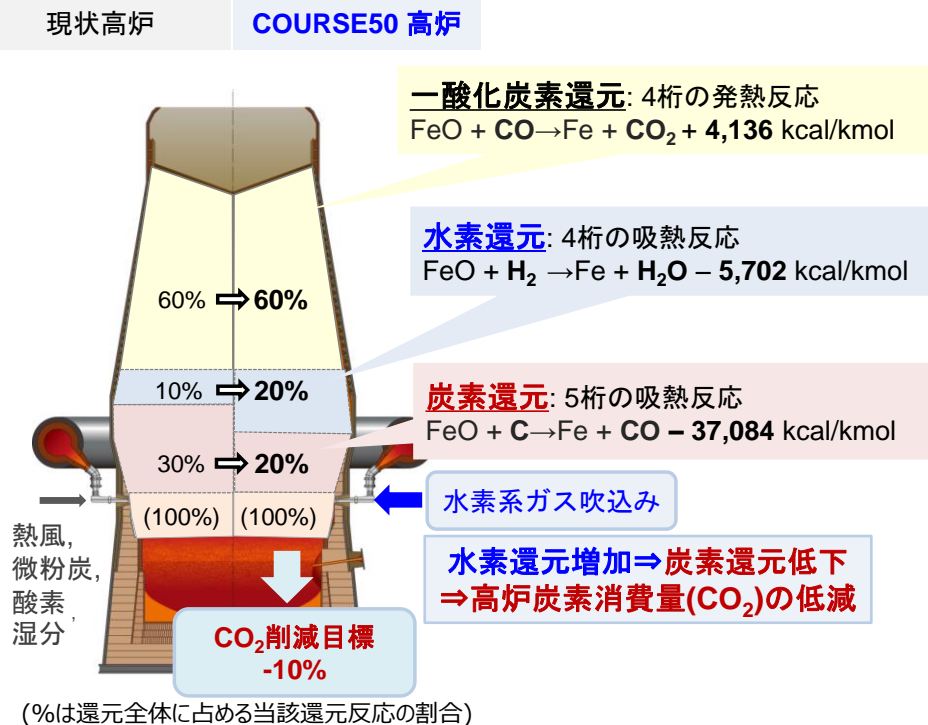 現状高炉
COURSE50 高炉
一酸化炭素還元: 4桁の発熱反応
FeO + CO→Fe + CO₂ + 4,136 kcal/kmol
水素還元: 4桁の吸熱反応
FeO + H₂ →Fe + H₂O – 5,702 kcal/kmol
60% ⇒ 60%
10% ⇒ 20%
炭素還元: 5桁の吸熱反応
FeO + C→Fe + CO – 37,084 kcal/kmol
30% ⇒ 20%
(100%) (100%)
水素系ガス吹込み
熱風,
微粉炭,
酸素,
湿分
水素還元増加⇒炭素還元低下
⇒高炉炭素消費量(CO₂)の低減
CO₂削減目標
-10%
(%は還元全体に占める当該還元反応の割合)